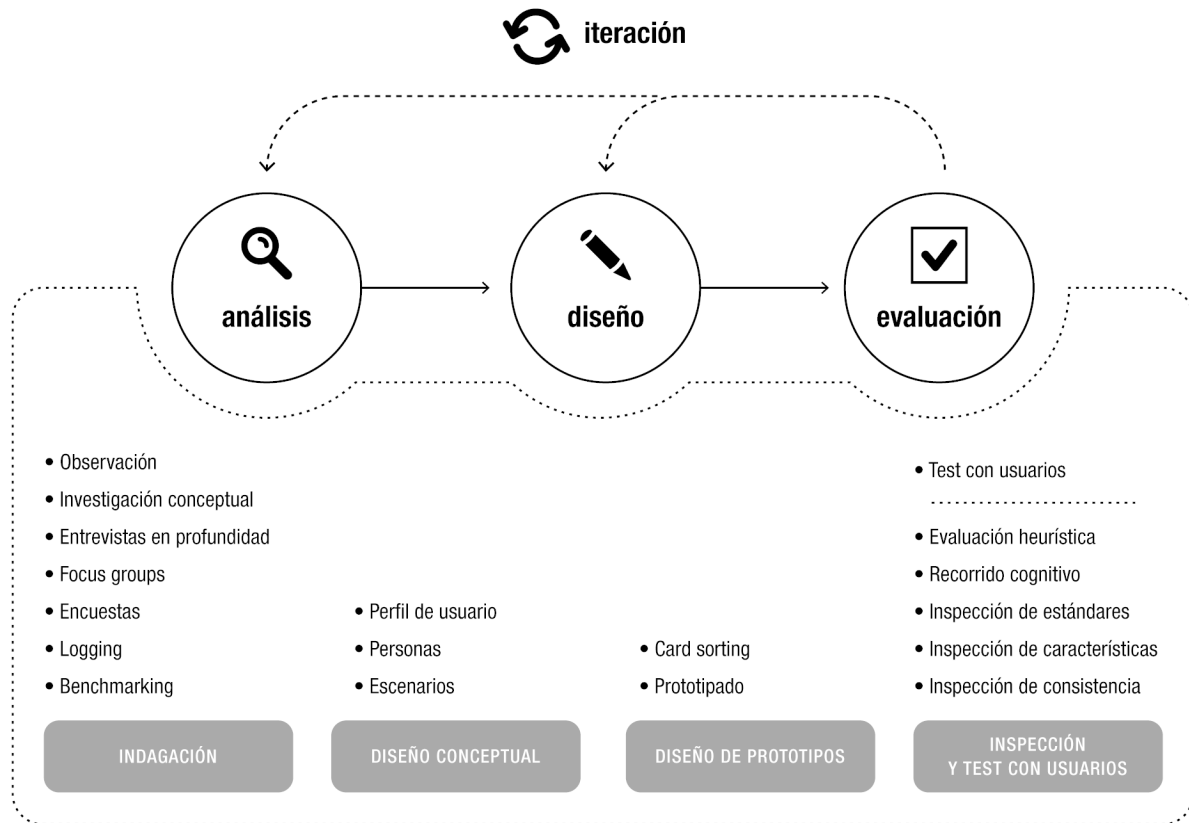 iteración
análisis
diseño
evaluación
• Observación
• Investigación conceptual
• Entrevistas en profundidad
• Focus groups
• Encuestas
• Logging
• Benchmarking
INDAGACIÓN
• Perfil de usuario
• Personas
• Escenarios
DISEÑO CONCEPTUAL
• Card sorting
• Prototipado
DISEÑO DE PROTOTIPOS
• Test con usuarios
• Evaluación heurística
• Recorrido cognitivo
• Inspección de estándares
• Inspección de características
• Inspección de consistencia
INSPECCIÓN
Y TEST CON USUARIOS